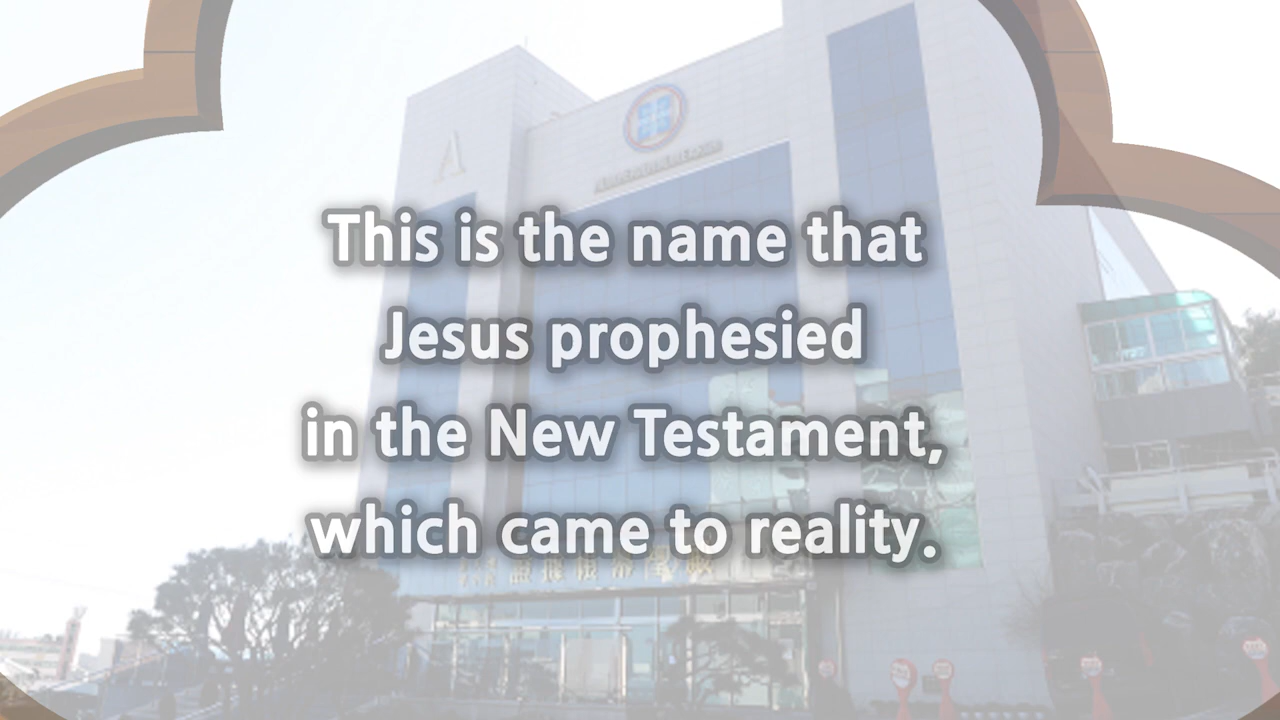 This is the name that
Jesus prophesied
in the New Testament,
which came to reality.